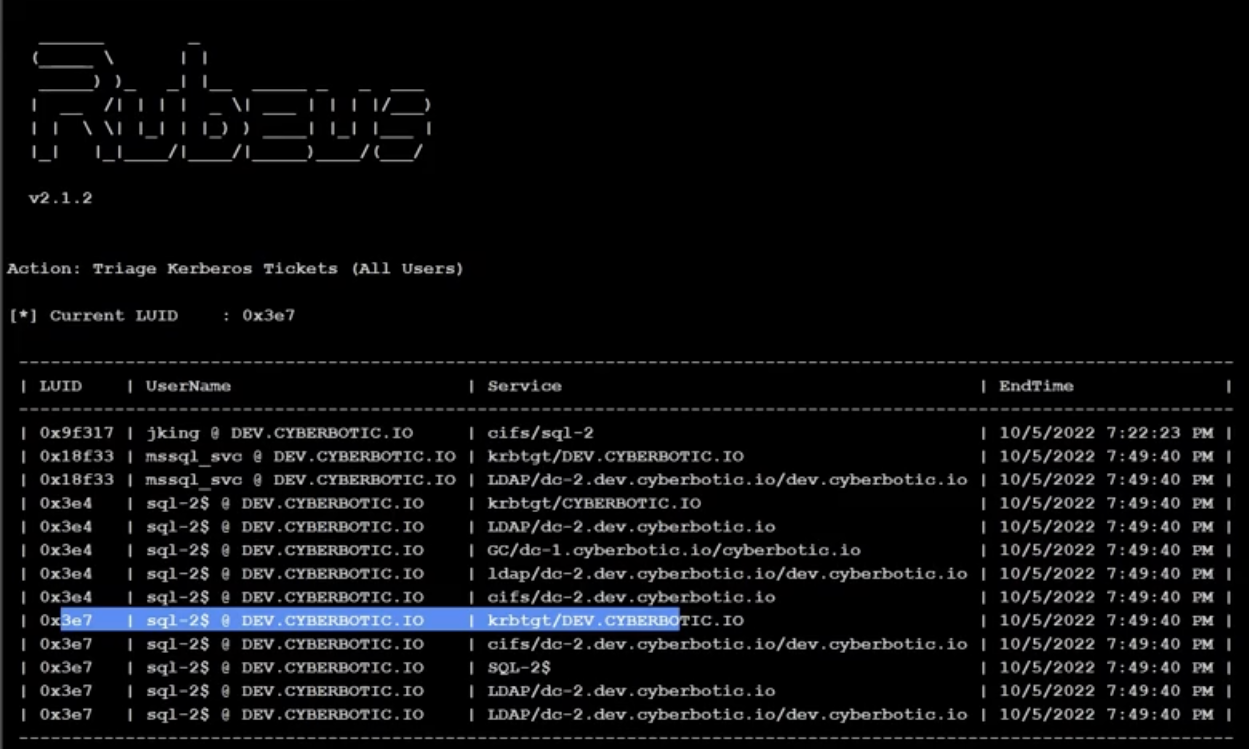 Rubeus
v2.1.2
Action: Triage Kerberos Tickets (All Users)
[*] Current LUID    : 0x3e7
| LUID    | UserName                    | Service                                       | EndTime              |
| 0x9f317 | jking @ DEV.CYBERBOTIC.IO     | cifs/sql-2                                    | 10/5/2022 7:22:23 PM |
| 0x18f33 | mssql_svc @ DEV.CYBERBOTIC.IO | krbtgt/DEV.CYBERBOTIC.IO                      | 10/5/2022 7:49:40 PM |
| 0x18f33 | mssql_svc @ DEV.CYBERBOTIC.IO | LDAP/dc-2.dev.cyberbotic.io/dev.cyberbotic.io | 10/5/2022 7:49:40 PM |
| 0x3e4   | sql-2$ @ DEV.CYBERBOTIC.IO    | krbtgt/CYBERBOTIC.IO                          | 10/5/2022 7:49:40 PM |
| 0x3e4   | sql-2$ @ DEV.CYBERBOTIC.IO    | LDAP/dc-2.dev.cyberbotic.io                   | 10/5/2022 7:49:40 PM |
| 0x3e4   | sql-2$ @ DEV.CYBERBOTIC.IO    | GC/dc-1.cyberbotic.io/cyberbotic.io           | 10/5/2022 7:49:40 PM |
| 0x3e4   | sql-2$ @ DEV.CYBERBOTIC.IO    | ldap/dc-2.dev.cyberbotic.io/dev.cyberbotic.io | 10/5/2022 7:49:40 PM |
| 0x3e4   | sql-2$ @ DEV.CYBERBOTIC.IO    | cifs/dc-2.dev.cyberbotic.io                   | 10/5/2022 7:49:40 PM |
| 0x3e7   | sql-2$ @ DEV.CYBERBOTIC.IO    | krbtgt/DEV.CYBERBOTIC.IO                      | 10/5/2022 7:49:40 PM |
| 0x3e7   | sql-2$ @ DEV.CYBERBOTIC.IO    | cifs/dc-2.dev.cyberbotic.io/dev.cyberbotic.io | 10/5/2022 7:49:40 PM |
| 0x3e7   | sql-2$ @ DEV.CYBERBOTIC.IO    | SQL-2$                                        | 10/5/2022 7:49:40 PM |
| 0x3e7   | sql-2$ @ DEV.CYBERBOTIC.IO    | LDAP/dc-2.dev.cyberbotic.io                   | 10/5/2022 7:49:40 PM |
| 0x3e7   | sql-2$ @ DEV.CYBERBOTIC.IO    | LDAP/dc-2.dev.cyberbotic.io/dev.cyberbotic.io | 10/5/2022 7:49:40 PM |